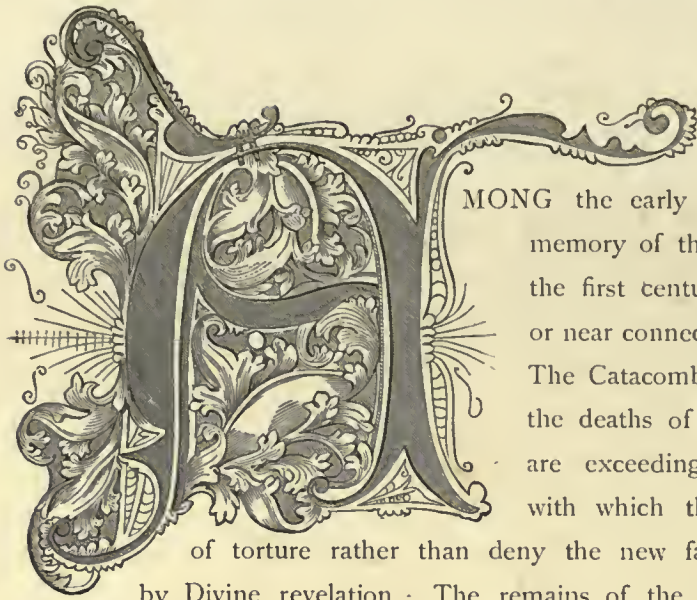 AMONG the early
memory of th
the first centu
or near connec
The Catacomb
the deaths of
are exceeding
with which th
of torture rather than deny the new fa
by Divine revelation. The remains of the